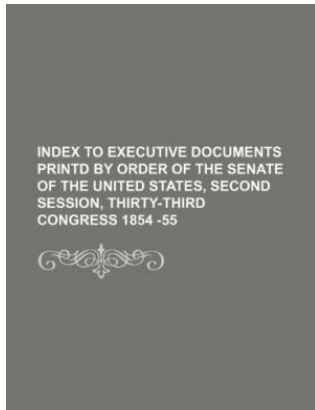 INDEX TO EXECUTIVE DOCUMENTS
PRINTD BY ORDER OF THE SENATE
OF THE UNITED STATES, SECOND
SESSION, THIRTY-THIRD
CONGRESS 1854 -55